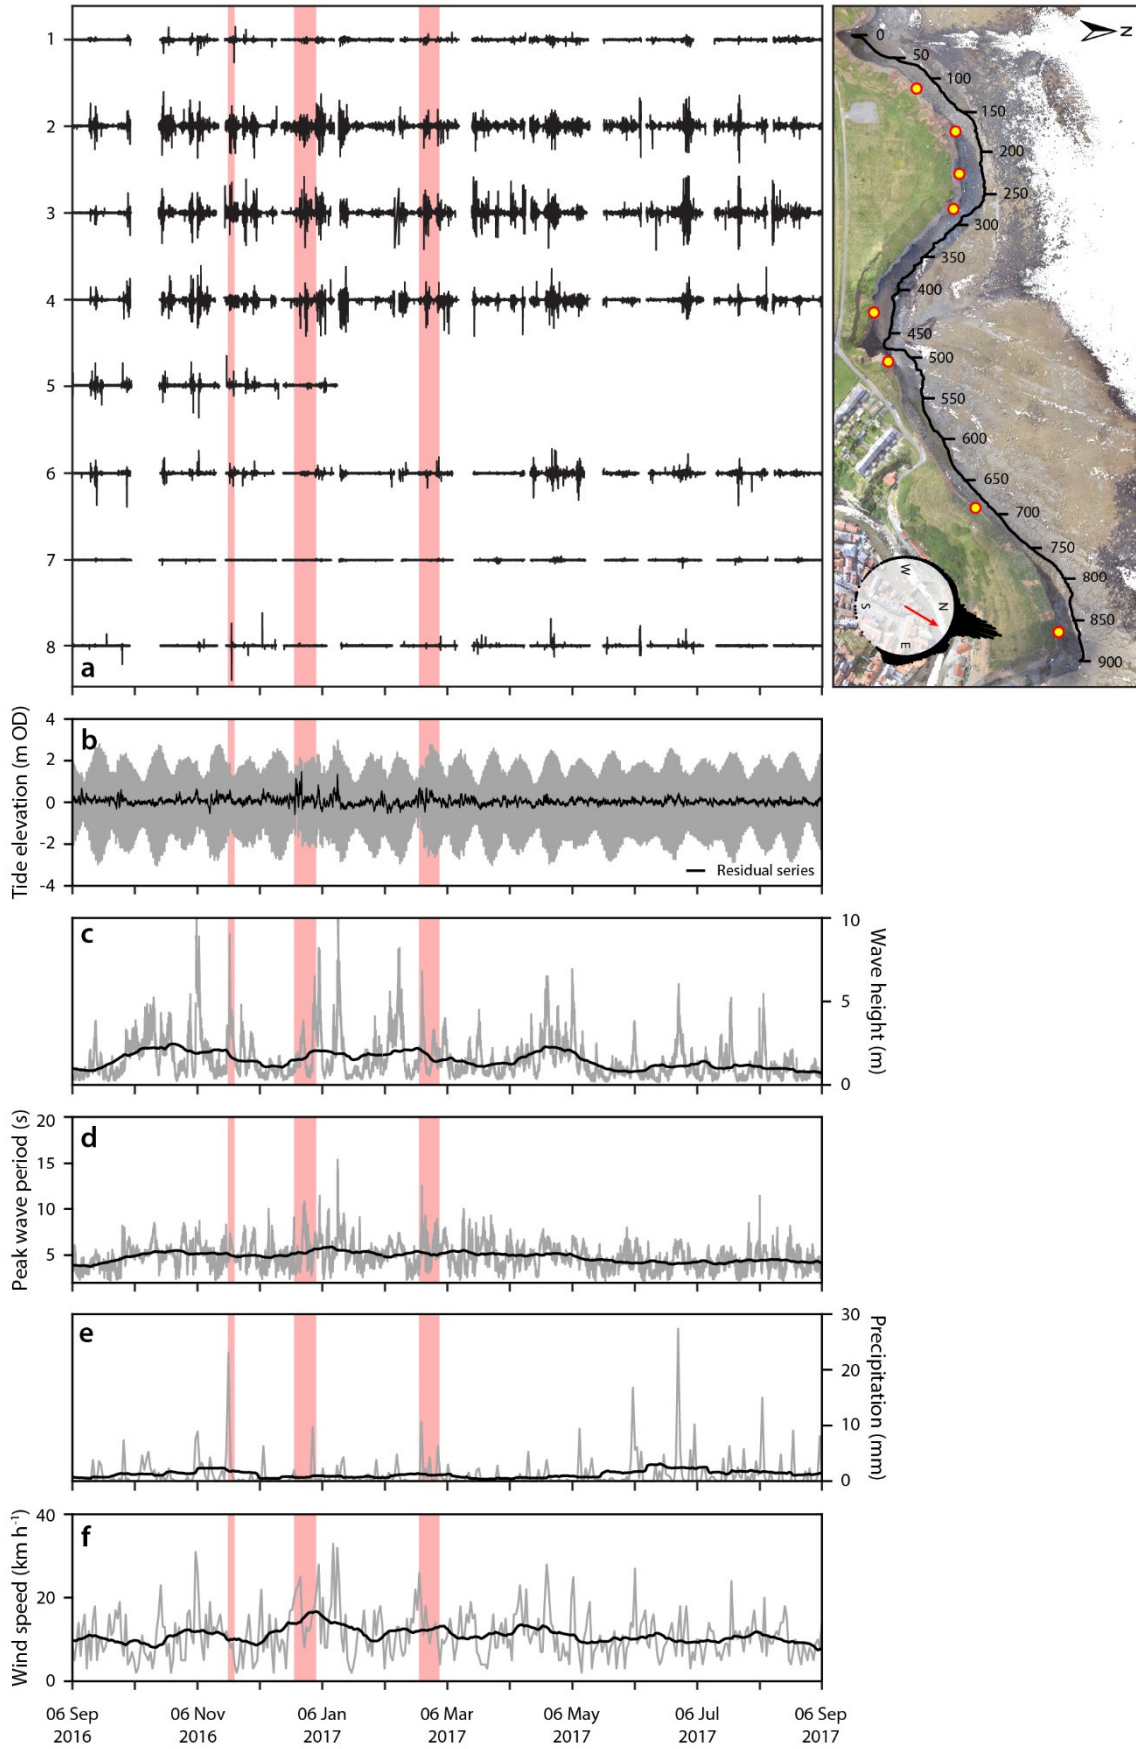 1
2
3
4
5
6
7
8
a
N
0
50
100
150
200
250
300
350
400
450
500
550
600
650
700
750
800
850
900
W
N
S
E
Tide elevation (m OD)
4
2
0
-2
-4
b
Residual series
c
10
5
0
Wave height (m)
Peak wave period (s)
20
15
10
5
d
e
30
20
10
0
Precipitation (mm)
Wind speed (km h⁻¹)
40
20
0
f
06 Sep 06 Nov 06 Jan 06 Mar 06 May 06 Jul 06 Sep
2016 2016 2017 2017 2017 2017 2017